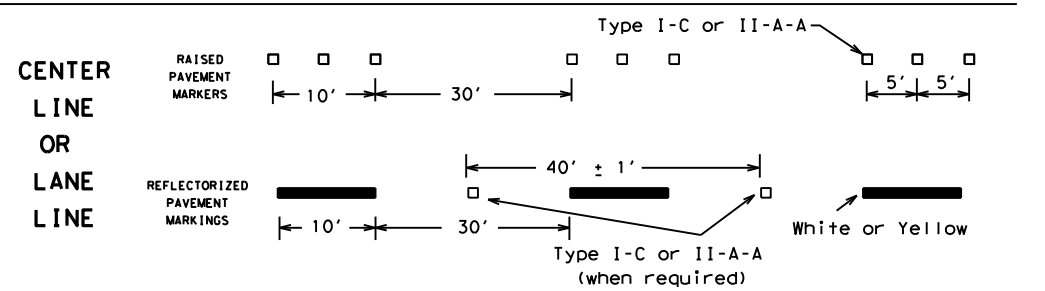 Type I-C or II-A-A
CENTER
LINE
OR
LANE
LINE
RAISED
PAVEMENT
MARKERS
10'
30'
5'
5'
40' ± 1'
REFLECTORIZED
PAVEMENT
MARKINGS
10'
30'
Type I-C or II-A-A
(when required)
White or Yellow